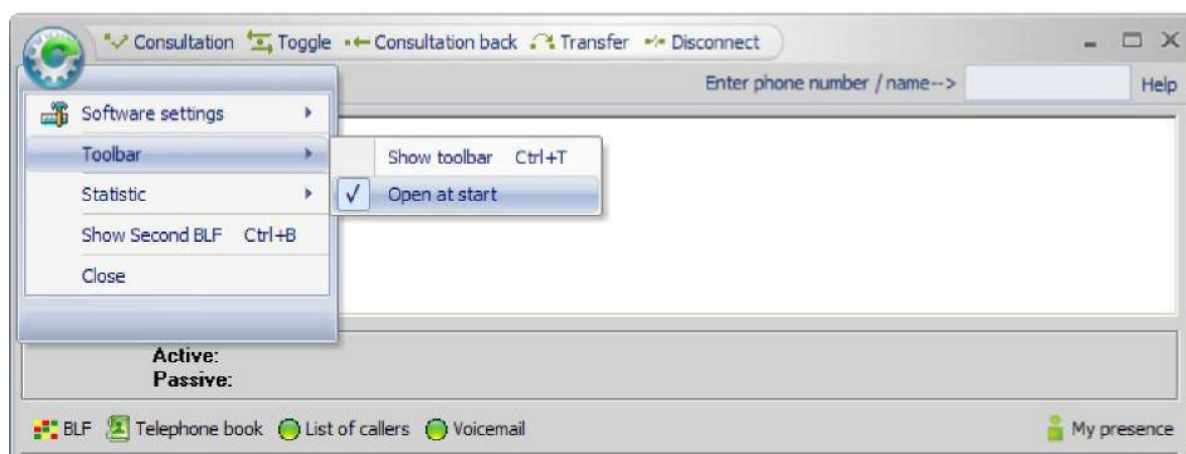 Consultation Toggle Consultation back Transfer Disconnect
Enter phone number / name--> Help
Software settings
Toolbar
Show toolbar Ctrl+T
Statistic
Open at start
Show Second BLF Ctrl+B
Close
Active:
Passive:
BLF Telephone book List of callers Voicemail My presence